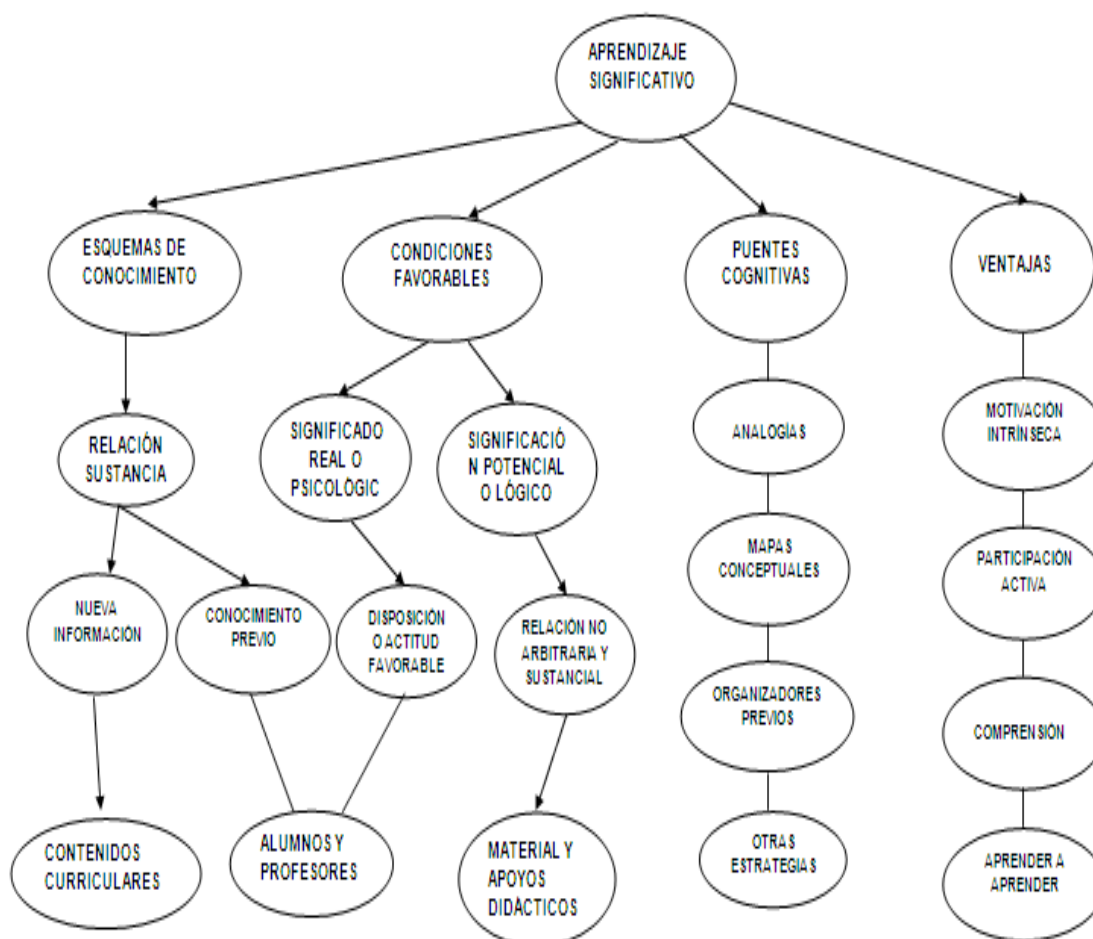 APRENDIZAJE
SIGNIFICATIVO
ESQUEMAS DE
CONOCIMIENTO
CONDICIONES
FAVORABLES
PUENTES
COGNITIVAS
VENTAJAS
RELACIÓN
SUSTANCIA
SIGNIFICADO
REAL O
PSICOLÒGIC
SIGNIFICACIÓ
N POTENCIAL
O LÓGICO
ANALOGÍAS
MOTIVACIÓN
INTRÍNSECA
MAPAS
CONCEPTUALES
PARTICIPACIÓN
ACTIVA
NUEVA
INFORMACIÓN
CONOCIMIENTO
PREVIO
DISPOSICIÓN
O ACTITUD
FAVORABLE
RELACIÓN NO
ARBITRARIA Y
SUSTANCIAL
ORGANIZADORES
PREVIOS
COMPRENSIÓN
CONTENIDOS
CURRICULARES
ALUMNOS Y
PROFESORES
MATERIAL Y
APOYOS
DIDÀCTICOS
OTRAS
ESTRATEGIAS
APRENDER A
APRENDER